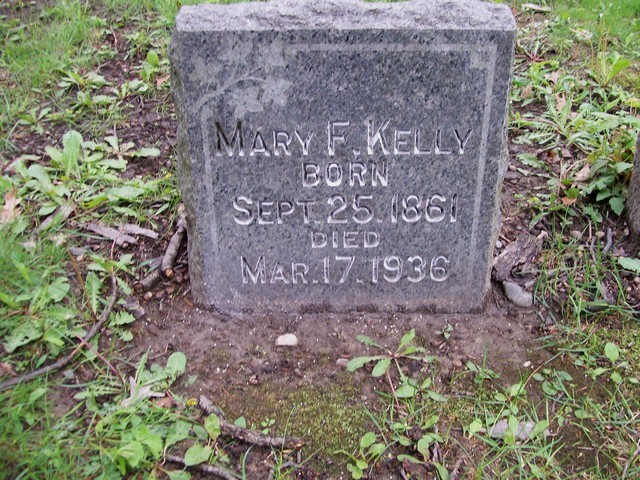 MARY F. KELLY
BORN
SEPT. 25. 1861
DIED
MAR. 17. 1936